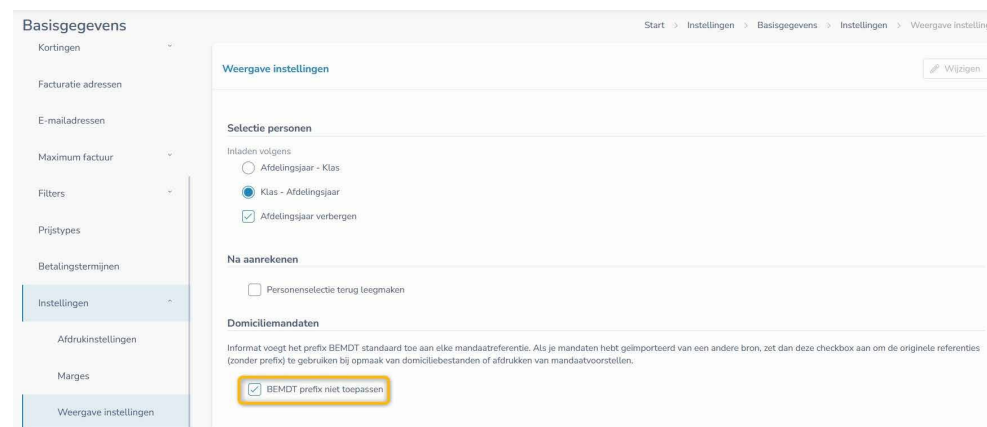 Basisgegevens
Start > Instellingen > Basisgegevens > Instellingen > Weergave
Kortingen
Facturatie adressen
E-mailadressen
Maximum factuur
Filters
Prijstypes
Betalingstermijnen
Instellingen
Afdrukinstellingen
Marges
Weergave instellingen
Weergave instellingen
Wijzigen
Selectie personen
Inladen volgens
Afdelingsjaar - Klas
Klas - Afdelingsjaar
Afdelingsjaar verbergen
Na aanrekenen
Personenselectie terug leegmaken
Domiciliemandaten
Informat voegt het prefix BEMDT standaard toe aan elke mandaatreferentie. Als je mandaten hebt geïmporteerd van een andere bron, zet dan deze checkbox aan om de originele referenties
(zonder prefix) te gebruiken bij opmaak van domiciliebestanden of afdrukken van mandaatvoorstellen.
BEMDT prefix niet toepassen